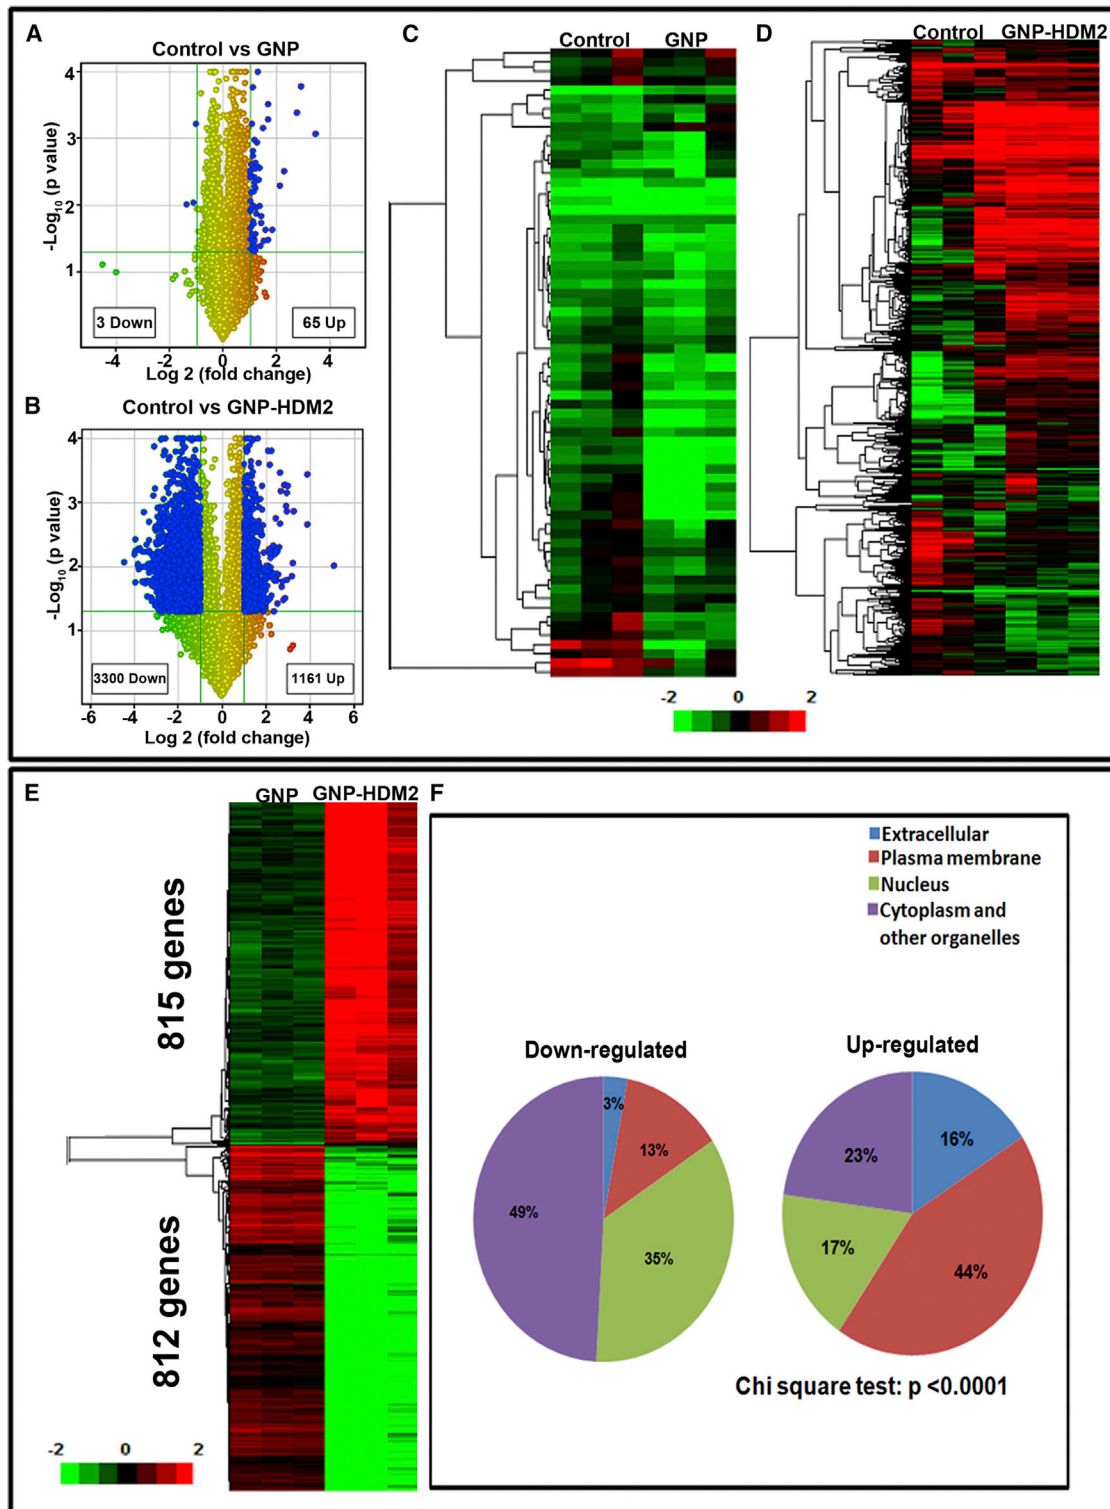 A
Control vs GNP
4
3
2
1
-Log10 (p value)
3 Down
65 Up
-4 -2 0 2 4
Log 2 (fold change)
B
Control vs GNP-HDM2
4
3
2
1
-Log10 (p value)
3300 Down
1161 Up
-6 -4 -2 0 2 4 6
Log 2 (fold change)
C
Control GNP
D
Control GNP-HDM2
-2 0 2
E
GNP GNP-HDM2
815 genes
812 genes
-2 0 2
F
Extracellular
Plasma membrane
Nucleus
Cytoplasm and
other organelles
Down-regulated
3%
13%
35%
49%
Up-regulated
16%
44%
17%
23%
Chi square test: p <0.0001